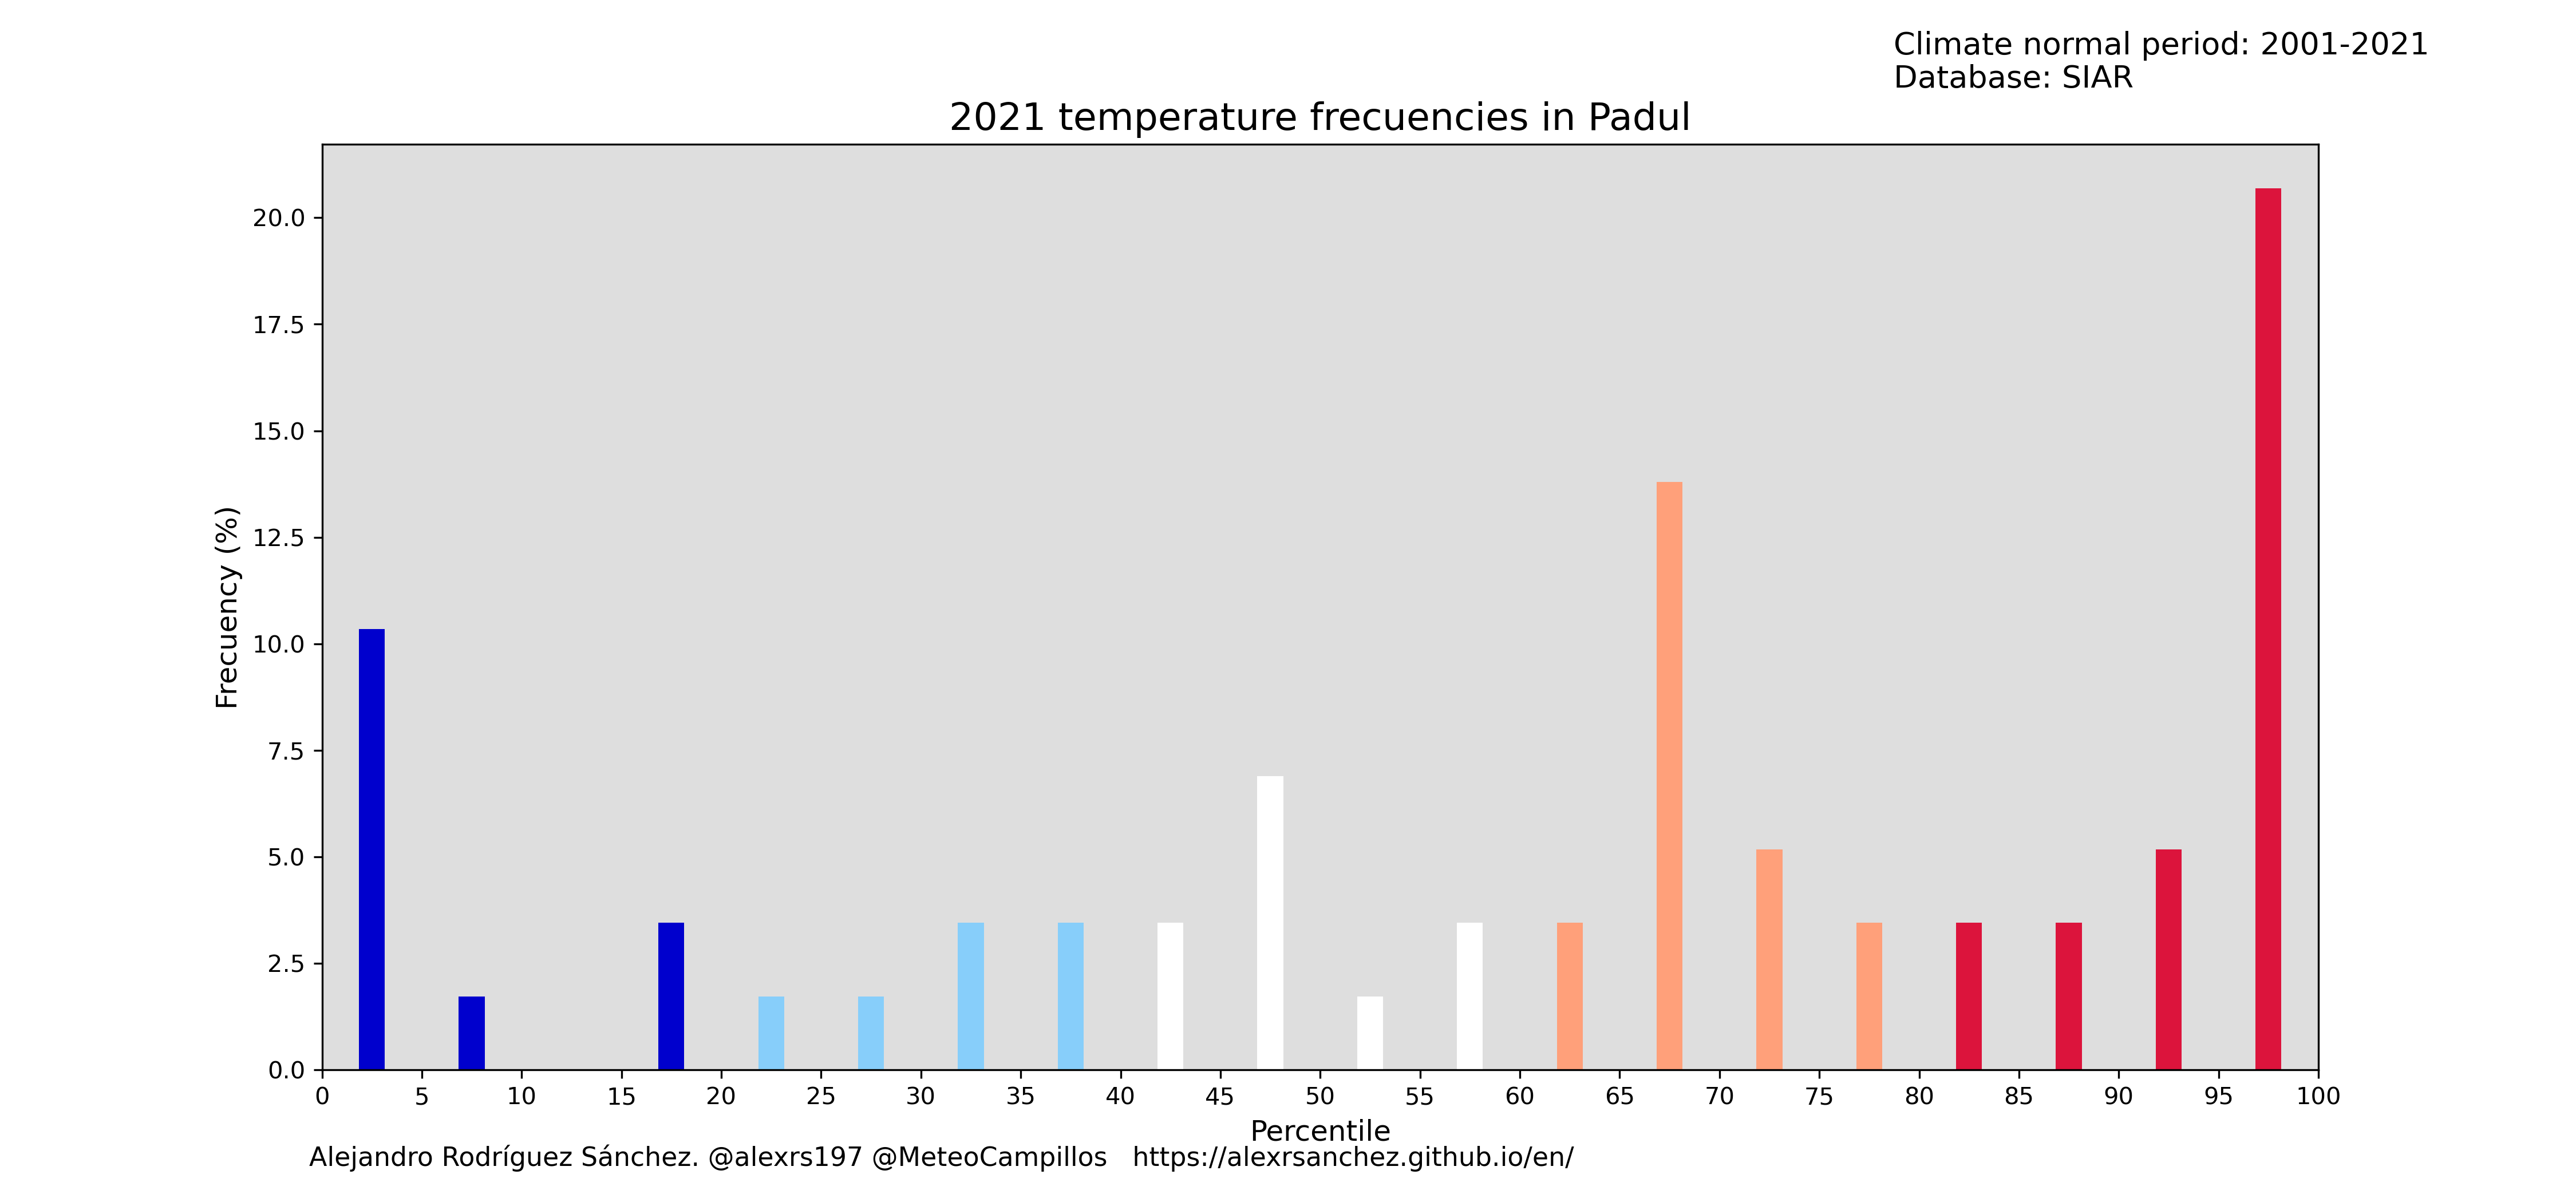 Climate normal period: 2001-2021
Database: SIAR
2021 temperature frecuencies in Padul
Frecuency (%)
20.0
17.5
15.0
12.5
10.0
7.5
5.0
2.5
0.0
0 5 10 15 20 25 30 35 40 45 50 55 60 65 70 75 80 85 90 95 100
Percentile
Alejandro Rodríguez Sánchez. @alexrs197 @MeteoCampillos https://alexrsanchez.github.io/en/